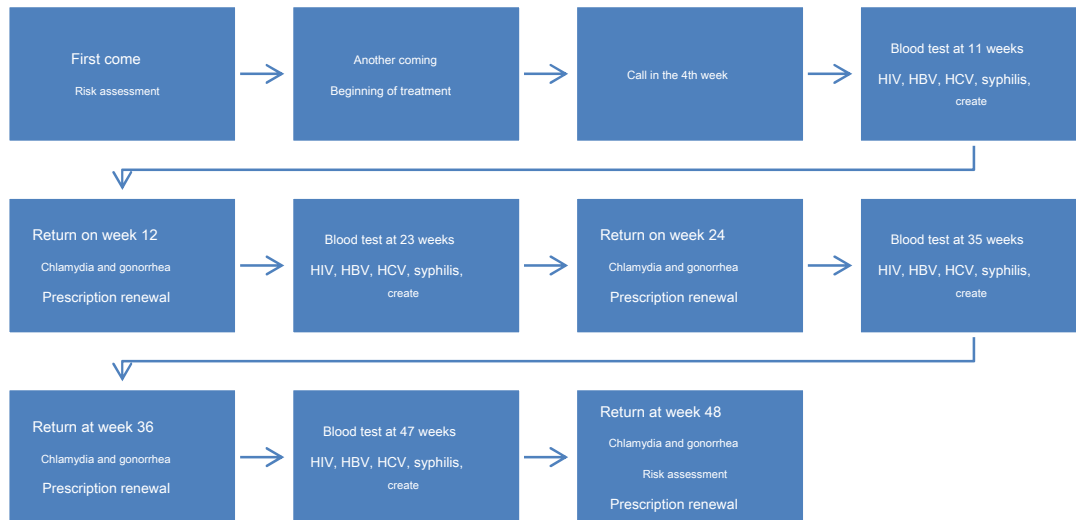 First come
Risk assessment
Another coming
Beginning of treatment
Call in the 4th week
Blood test at 11 weeks
HIV, HBV, HCV, syphilis,
create
Return on week 12
Chlamydia and gonorrhea
Prescription renewal
Blood test at 23 weeks
HIV, HBV, HCV, syphilis,
create
Return on week 24
Chlamydia and gonorrhea
Prescription renewal
Blood test at 35 weeks
HIV, HBV, HCV, syphilis,
create
Return at week 36
Chlamydia and gonorrhea
Prescription renewal
Blood test at 47 weeks
HIV, HBV, HCV, syphilis,
create
Return at week 48
Chlamydia and gonorrhea
Risk assessment
Prescription renewal